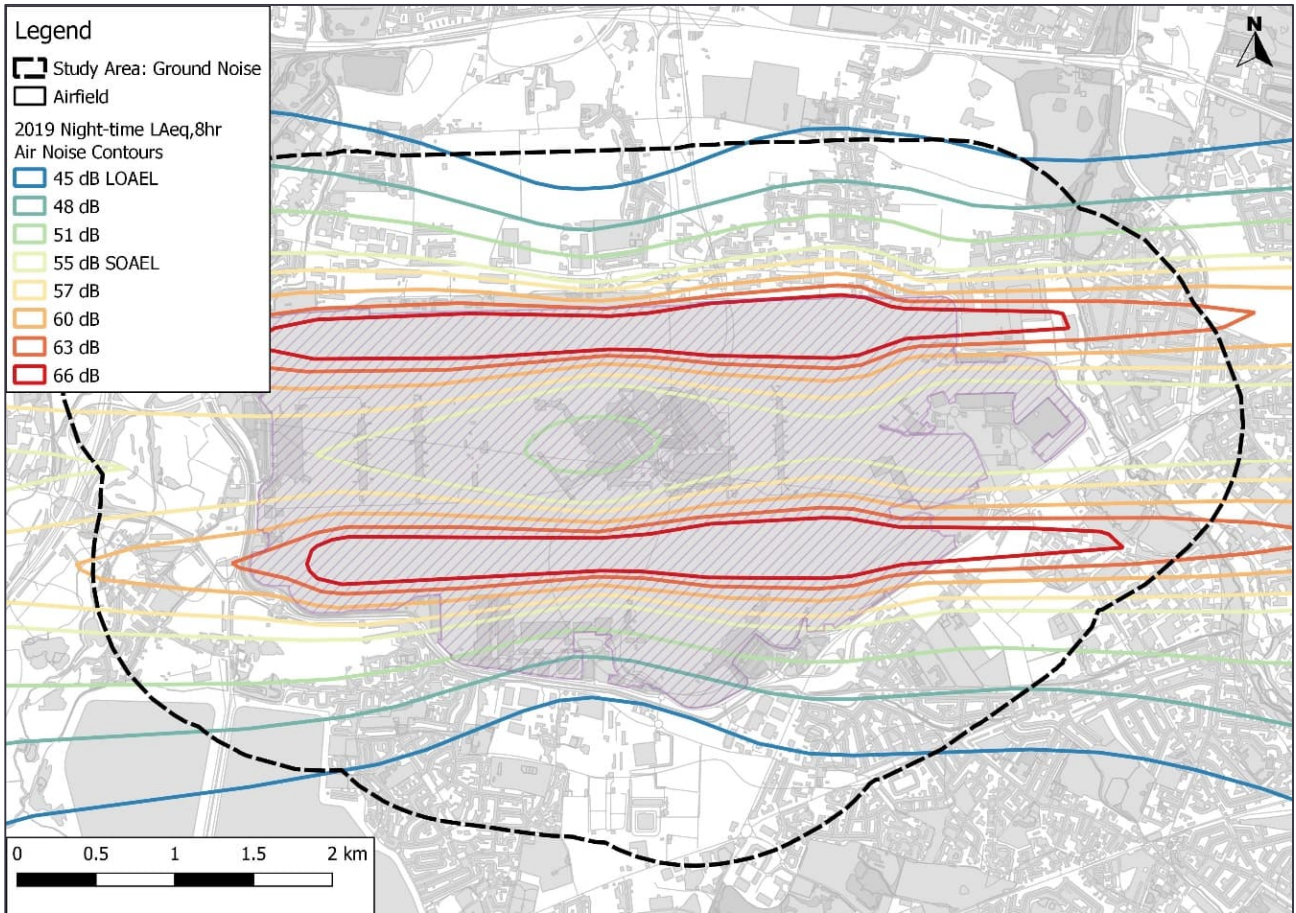 Legend
Study Area: Ground Noise
Airfield
2019 Night-time LAeq,8hr
Air Noise Contours
45 dB LOAEL
48 dB
51 dB
55 dB SOAEL
57 dB
60 dB
63 dB
66 dB
N
0 0.5 1 1.5 2 km